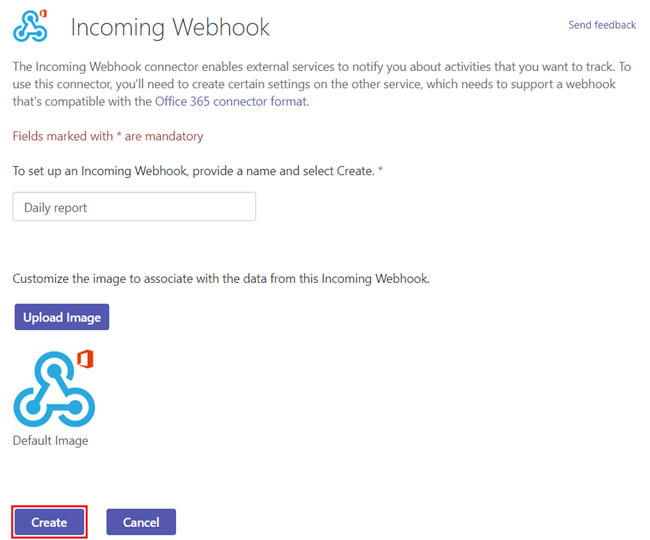 Incoming Webhook
Send feedback
The Incoming Webhook connector enables external services to notify you about activities that you want to track. To
use this connector, you'll need to create certain settings on the other service, which needs to support a webhook
that's compatible with the Office 365 connector format.
Fields marked with * are mandatory
To set up an Incoming Webhook, provide a name and select Create. *
Daily report
Customize the image to associate with the data from this Incoming Webhook.
Upload Image
Default Image
Create
Cancel